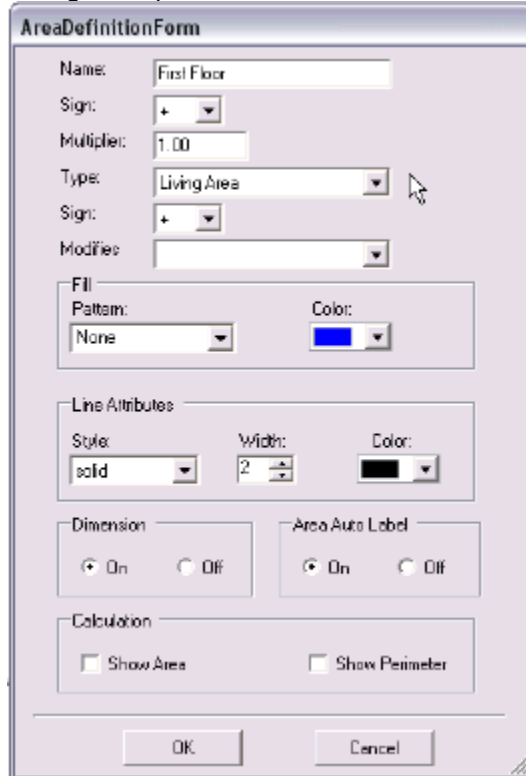 AreaDefinitionForm
Name: First Floor
Sign: +
Multiplier: 1.00
Type: Living Area
Sign: +
Modifies
Fill
Pattern: Color:
None
Line Attributes
Style: Width: Color:
solid 2
Dimension Area Auto Label
On Off On Off
Calculation
Show Area Show Perimeter
OK Cancel